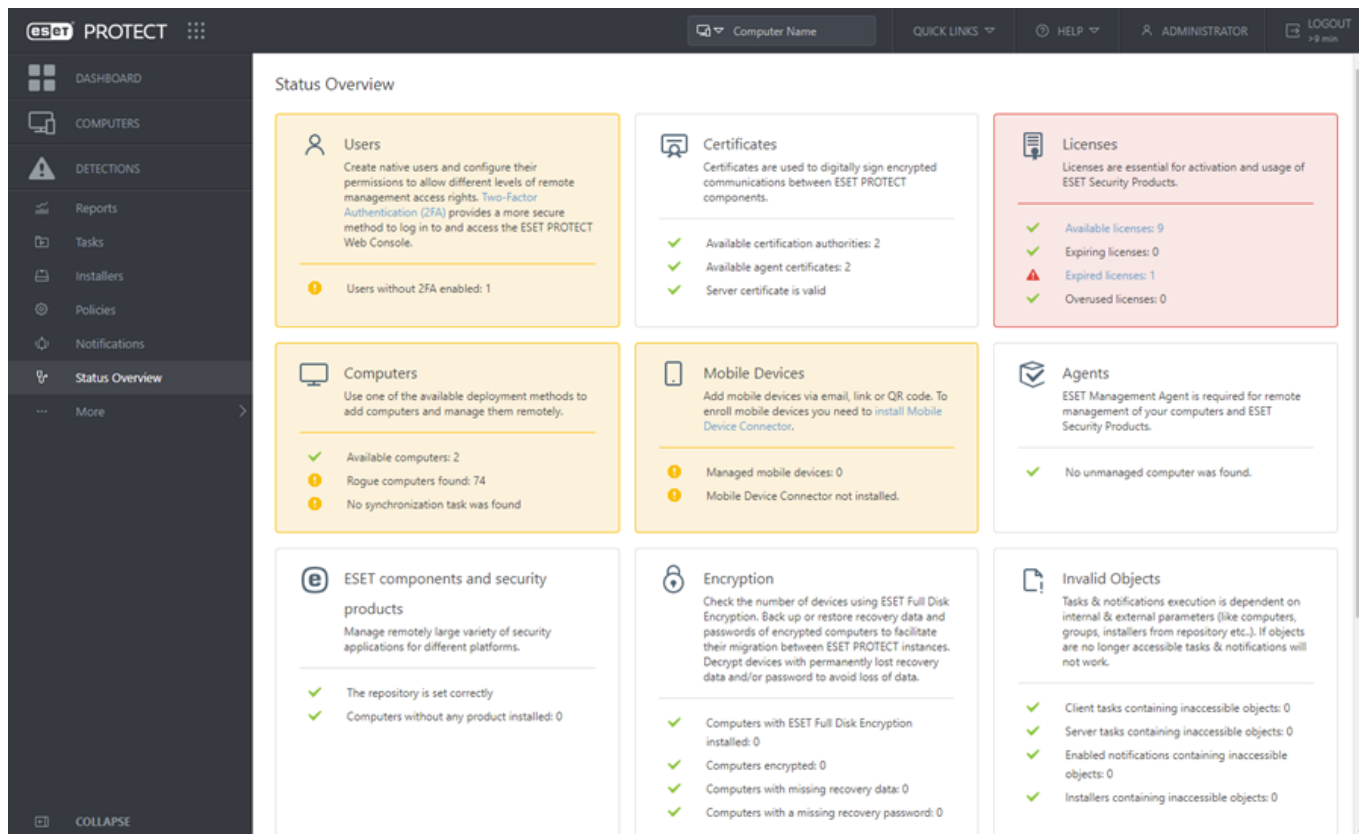 eset PROTECT
Computer Name
QUICK LINKS
HELP
ADMINISTRATOR
LOGOUT
>9 min
DASHBOARD
COMPUTERS
DETECTIONS
Reports
Tasks
Installers
Policies
Notifications
Status Overview
More
COLLAPSE
Status Overview
Users
Create native users and configure their
permissions to allow different levels of remote
management access rights. Two-Factor
Authentication (2FA) provides a more secure
method to log in to and access the ESET PROTECT
Web Console.
Users without 2FA enabled: 1
Certificates
Certificates are used to digitally sign encrypted
communications between ESET PROTECT
components.
Available certification authorities: 2
Available agent certificates: 2
Server certificate is valid
Licenses
Licenses are essential for activation and usage of
ESET Security Products.
Available licenses: 9
Expiring licenses: 0
Expired licenses: 1
Overused licenses: 0
Computers
Use one of the available deployment methods to
add computers and manage them remotely.
Available computers: 2
Rogue computers found: 74
No synchronization task was found
Mobile Devices
Add mobile devices via email, link or QR code. To
enroll mobile devices you need to install Mobile
Device Connector.
Managed mobile devices: 0
Mobile Device Connector not installed.
Agents
ESET Management Agent is required for remote
management of your computers and ESET
Security Products.
No unmanaged computer was found.
ESET components and security
products
Manage remotely large variety of security
applications for different platforms.
The repository is set correctly
Computers without any product installed: 0
Encryption
Check the number of devices using ESET Full Disk
Encryption. Back up or restore recovery data and
passwords of encrypted computers to facilitate
their migration between ESET PROTECT instances.
Decrypt devices with permanently lost recovery
data and/or password to avoid loss of data.
Computers with ESET Full Disk Encryption
installed: 0
Computers encrypted: 0
Computers with missing recovery data: 0
Computers with a missing recovery password: 0
Invalid Objects
Tasks & notifications execution is dependent on
internal & external parameters (like computers,
groups, installers from repository etc..). If objects
are no longer accessible tasks & notifications will
not work.
Client tasks containing inaccessible objects: 0
Server tasks containing inaccessible objects: 0
Enabled notifications containing inaccessible
objects: 0
Installers containing inaccessible objects: 0